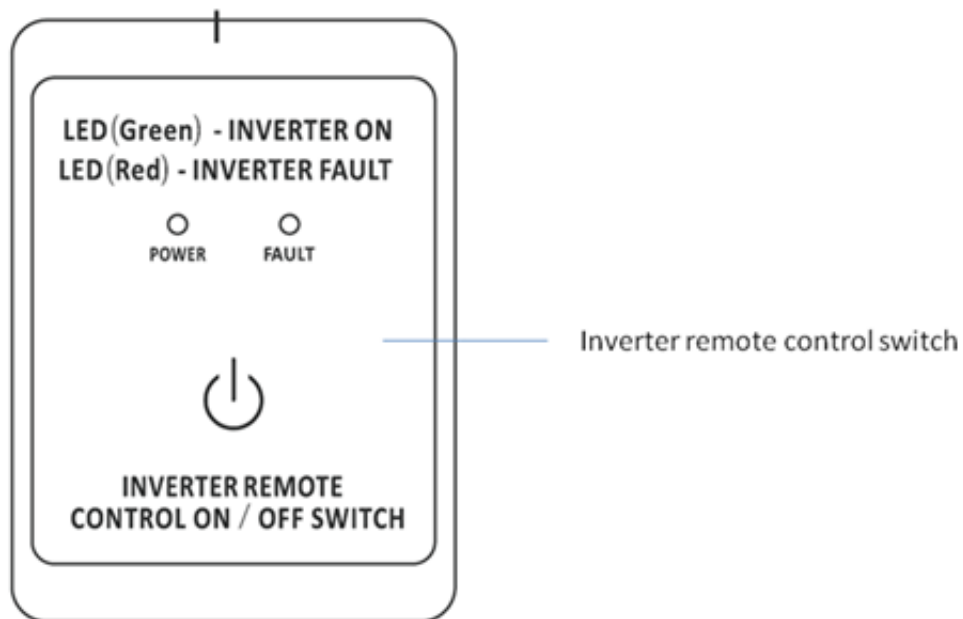 LED(Green) - INVERTER ON
LED(Red) - INVERTER FAULT
POWER FAULT
Inverter remote control switch
INVERTER REMOTE
CONTROL ON / OFF SWITCH